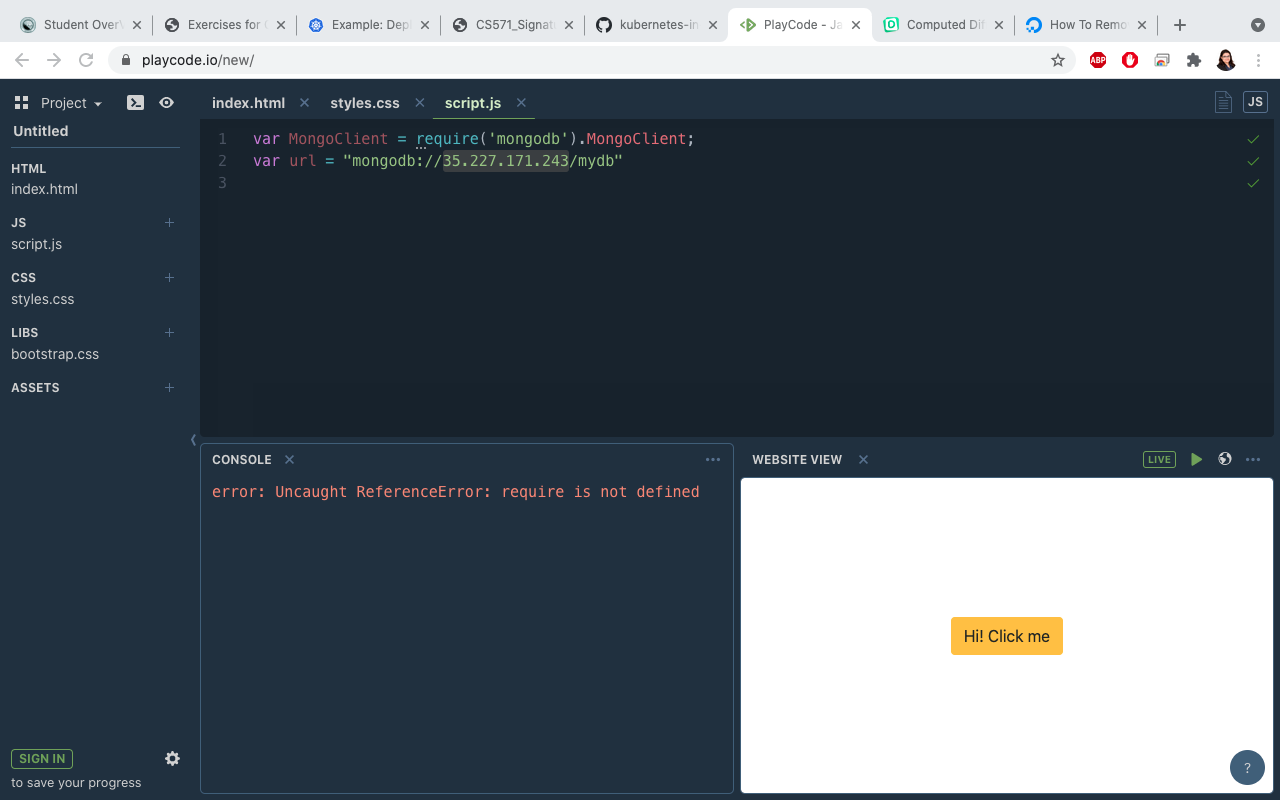 Student Over
Exercises for
Example: Dep
CS571_Signat
kubernetes-in
PlayCode - Ja
Computed Dif
How To Remo
playcode.io/new/
ABP
Project
index.html
styles.css
script.js
JS
Untitled
HTML
index.html
JS
script.js
CSS
styles.css
LIBS
bootstrap.css
ASSETS
1 var MongoClient = require('mongodb').MongoClient;
2 var url = "mongodb://35.227.171.243/mydb"
3
CONSOLE
error: Uncaught ReferenceError: require is not defined
WEBSITE VIEW
LIVE
Hi! Click me
SIGN IN
to save your progress
?